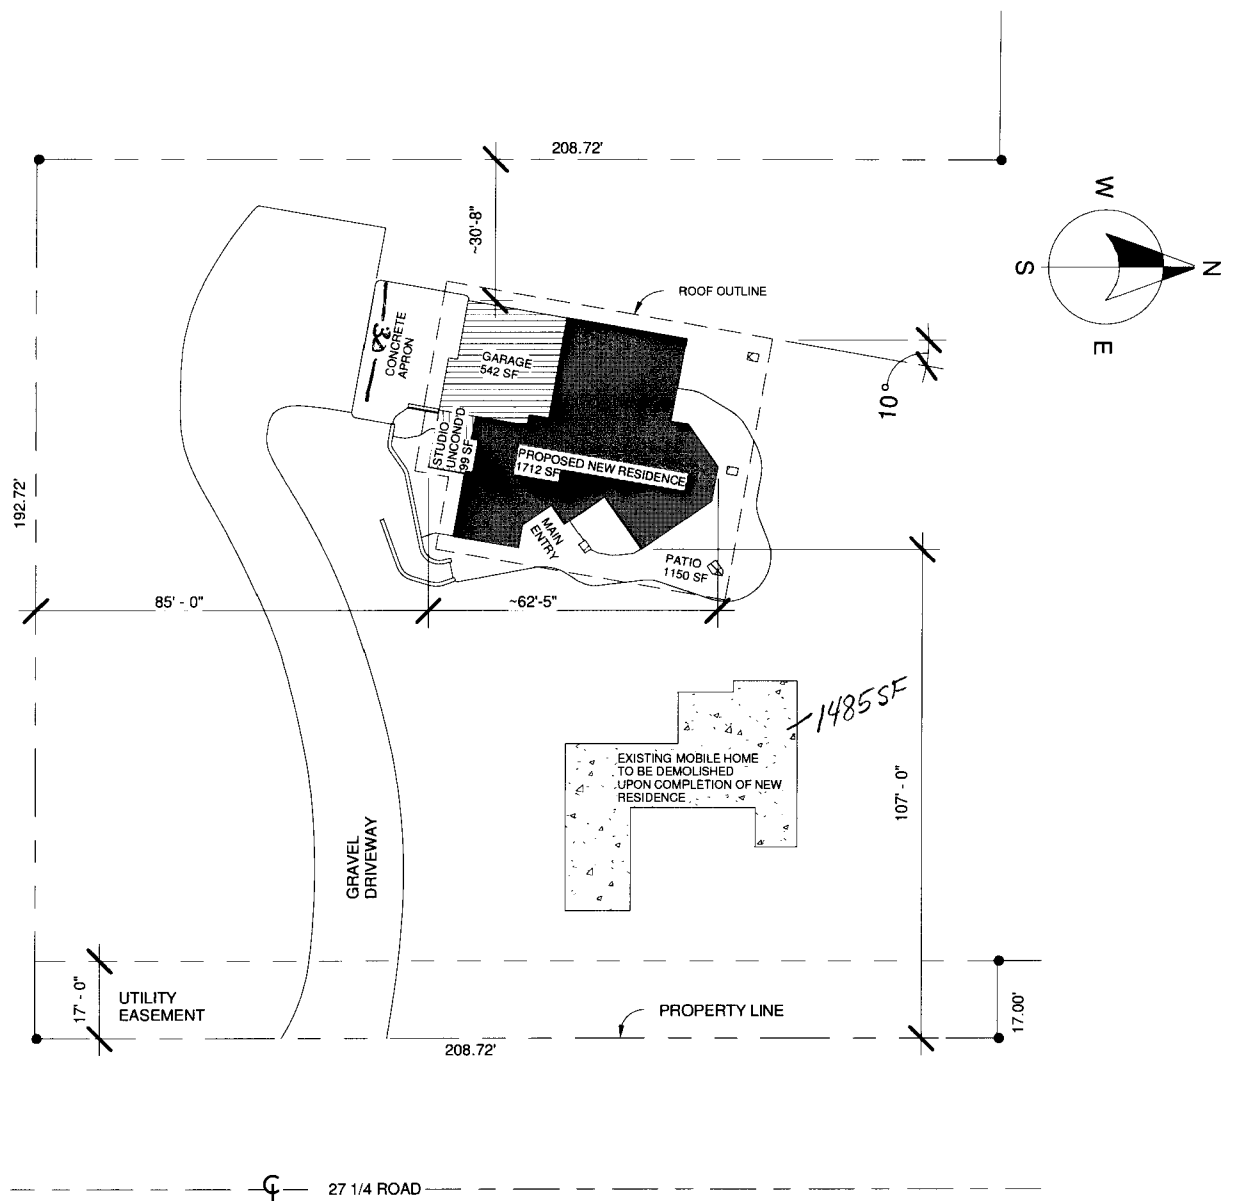 208.72'
W
S
N
E
~30'-8"
ROOF OUTLINE
30'
CONCRETE
APRON
GARAGE
542 SF
10°
STUDIO
UNCOND'D
99 SF
PROPOSED NEW RESIDENCE
1712 SF
192.72'
MAIN
ENTRY
PATIO
1150 SF
85' - 0"
~62'-5"
1485 SF
EXISTING MOBILE HOME
TO BE DEMOLISHED
UPON COMPLETION OF NEW
RESIDENCE
107' - 0"
GRAVEL
DRIVEWAY
17' - 0"
UTILITY
EASEMENT
PROPERTY LINE
17.00'
208.72'
27 1/4 ROAD